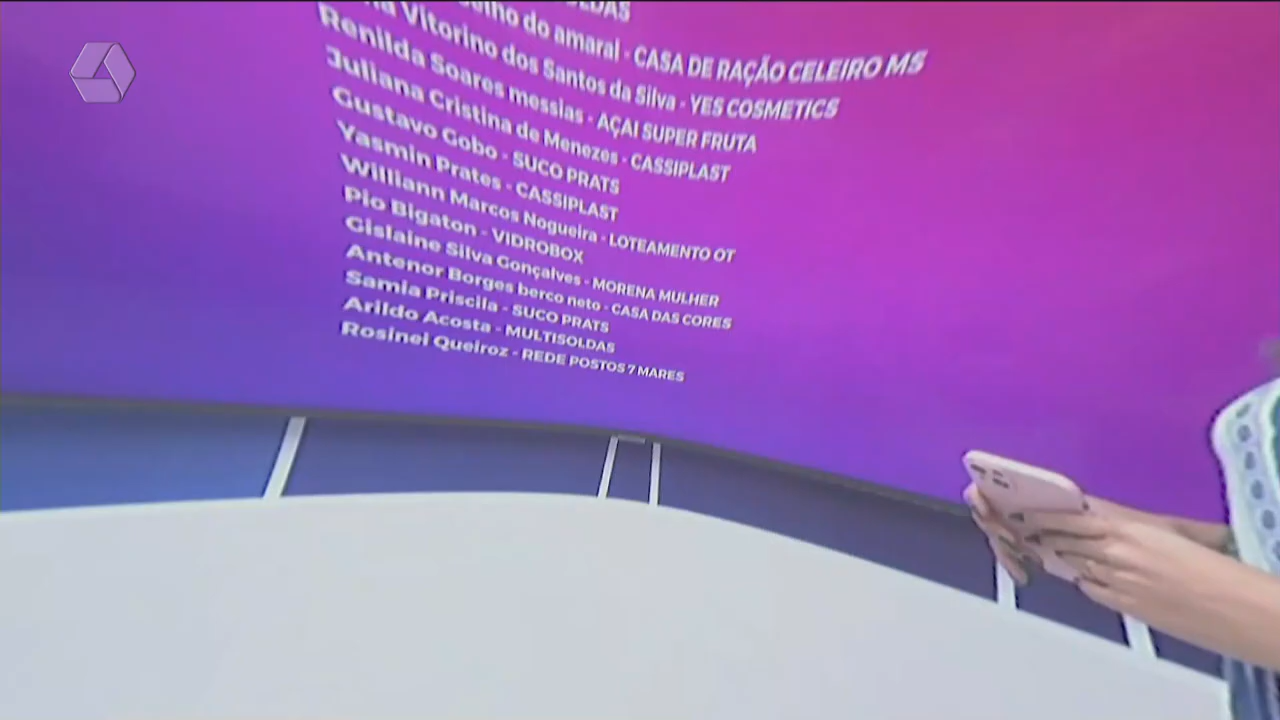 do amaral - CASA DE RAÇÃO CELEIRO MS
Vitorino dos Santos da Silva - YES COSMETICS
Renilda Soares messias - AÇAI SUPER FRUTA
Juliana Cristina de Menezes - CASSIPLAST
Gustavo Gobo - SUCO PRATS
Yasmin Prates - CASSIPLAST
Williann Marcos Nogueira - LOTEAMENTO OT
Pio Bigaton - VIDROBOX
Gislaine Silva Gonçalves - MORENA MULHER
Antenor Borges berco neto - CASA DAS CORES
Samia Priscila - SUCO PRATS
Arildo Acosta - MULTISOLDAS
Rosinei Queiroz - REDE POSTOS 7 MARES